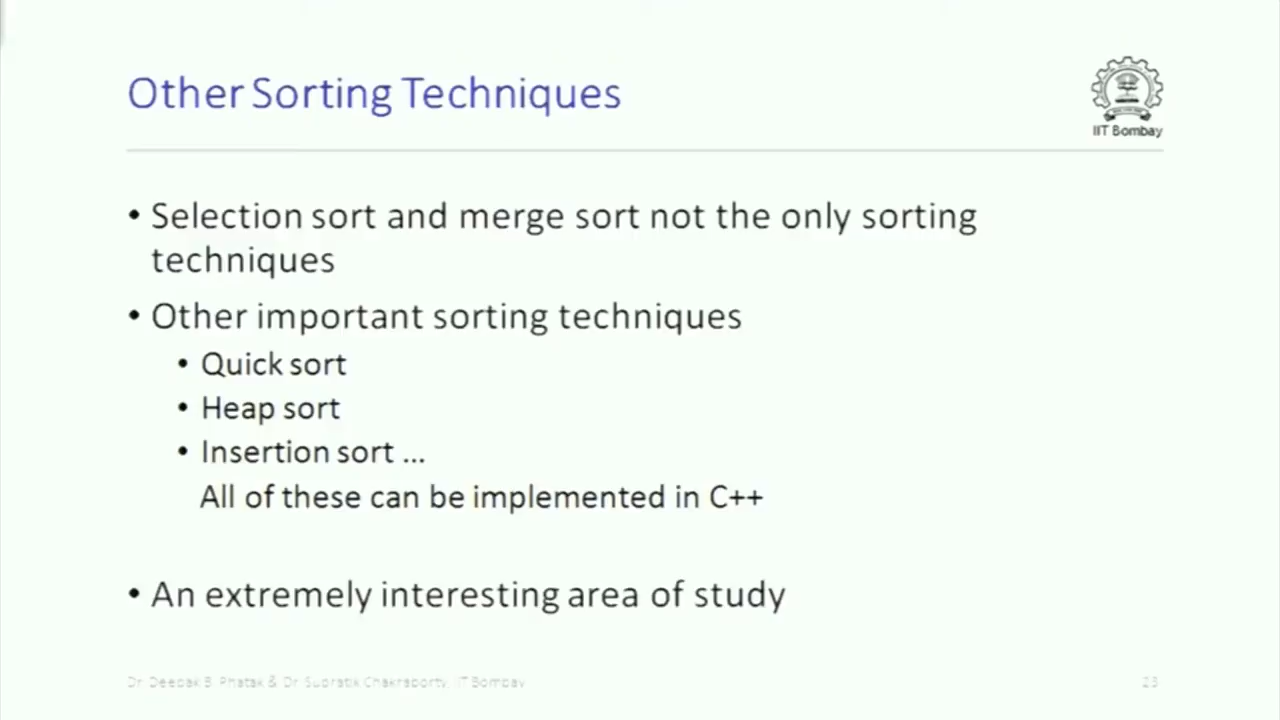 Other Sorting Techniques
IIT Bombay
• Selection sort and merge sort not the only sorting
techniques
• Other important sorting techniques
• Quick sort
• Heap sort
• Insertion sort ...
All of these can be implemented in C++
• An extremely interesting area of study
Dr. Deepak B. Phatak & Dr. Supratik Chakraborty, IIT Bombay